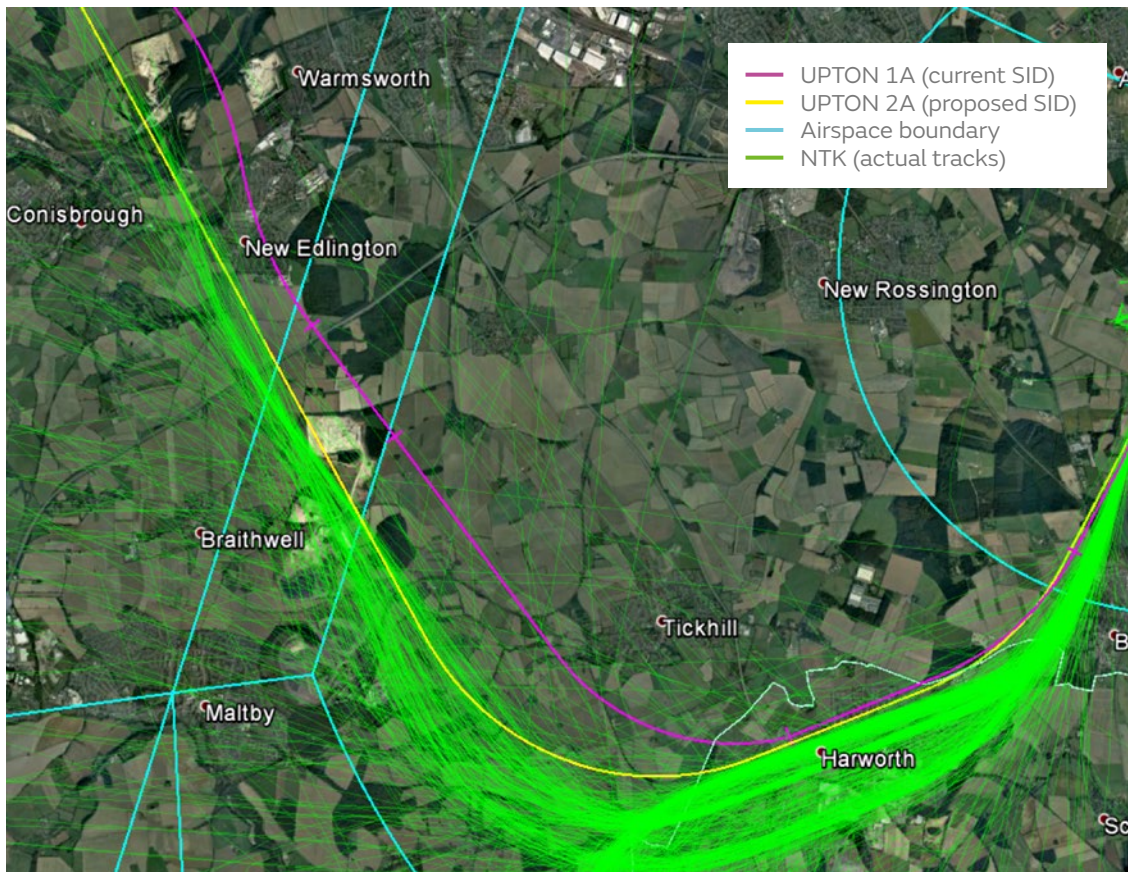 Warmsworth
UPTON 1A (current SID)
UPTON 2A (proposed SID)
Airspace boundary
NTK (actual tracks)
Conisbrough
New Edlington
New Rossington
Braithwell
Tickhill
Maltby
Harworth